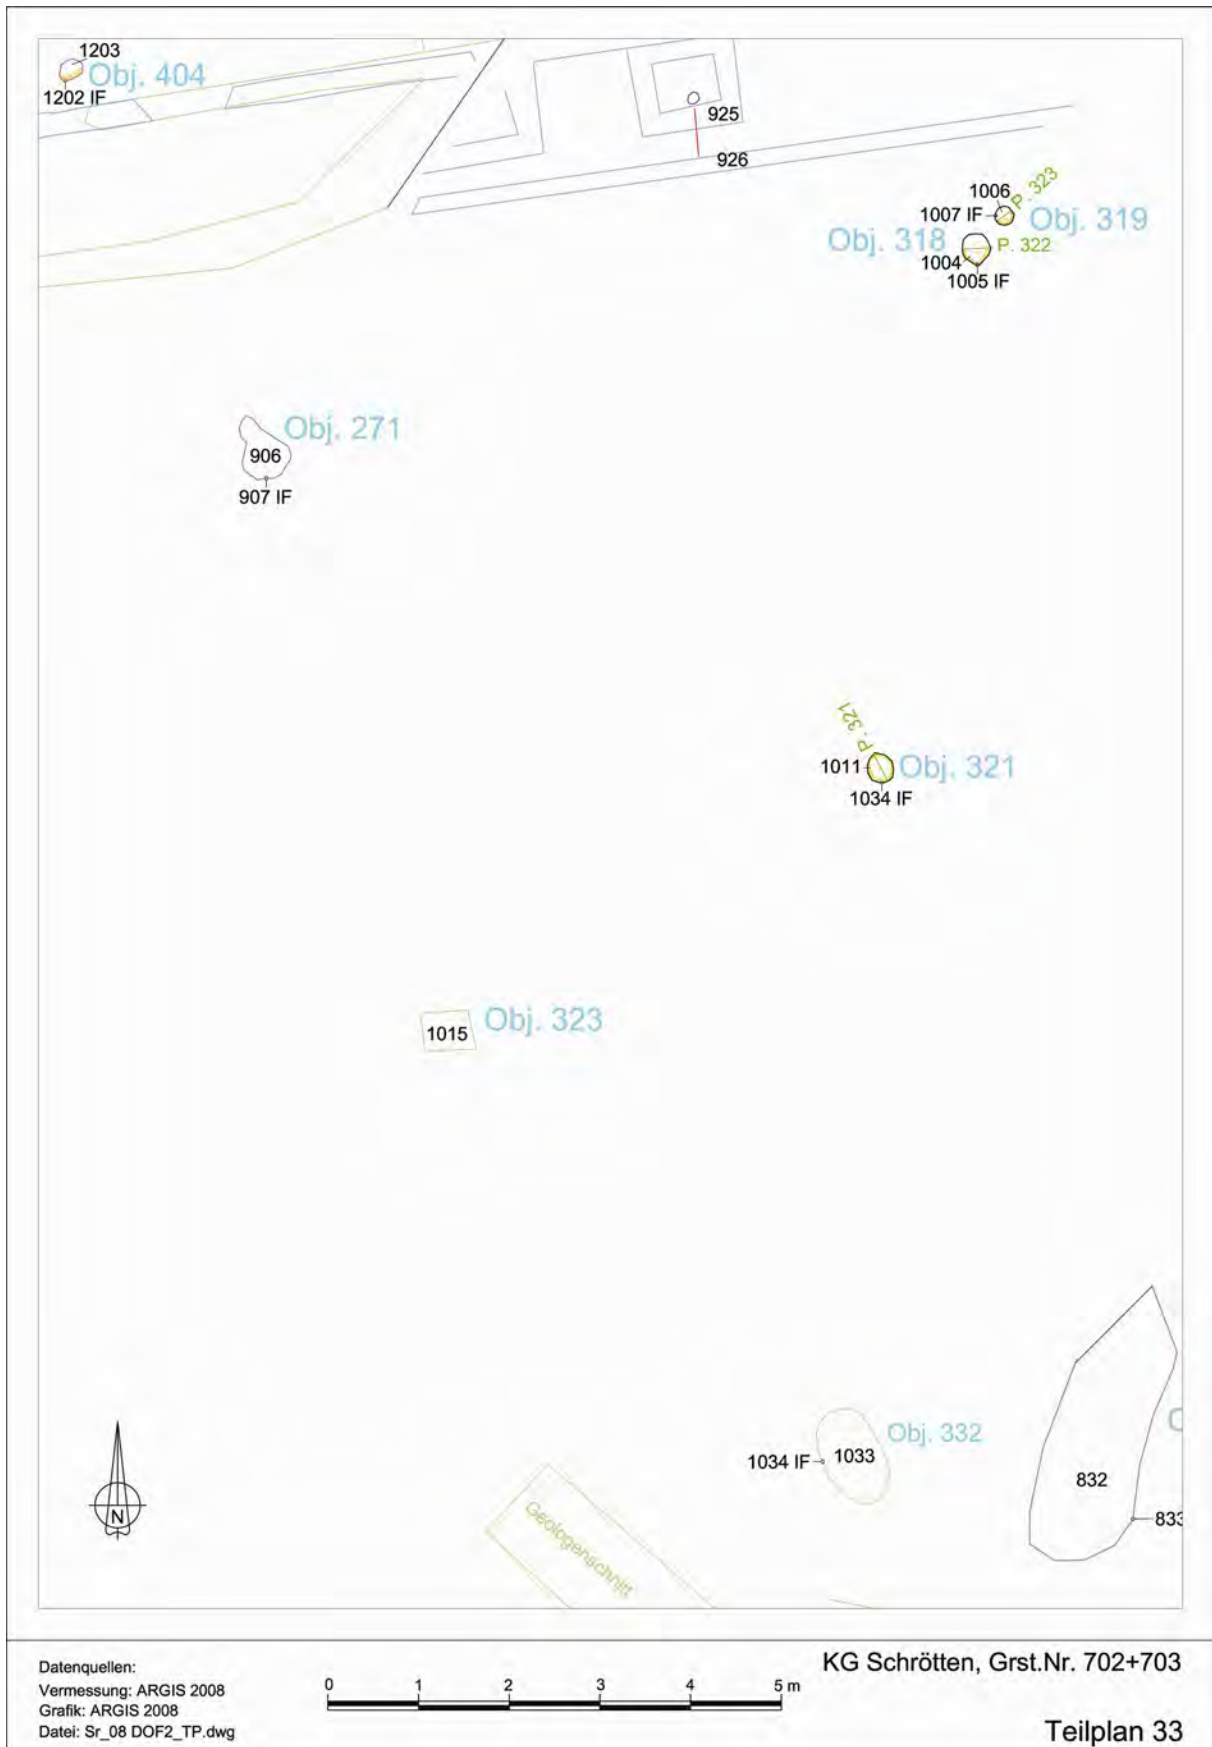 1203
Obj. 404
1202 IF
925
926
P. 323
1006
1007 IF
Obj. 319
Obj. 318
P. 322
1004
1005 IF
Obj. 271
906
907 IF
P. 321
1011
Obj. 321
1034 IF
Obj. 323
1015
Obj. 332
1034 IF
1033
832
833
N
Geologenschnitt
Datenquellen:
Vermessung: ARGIS 2008
Grafik: ARGIS 2008
Datei: Sr_08 DOF2_TP.dwg
0 1 2 3 4 5 m
KG Schrötten, Grst.Nr. 702+703
Teilplan 33